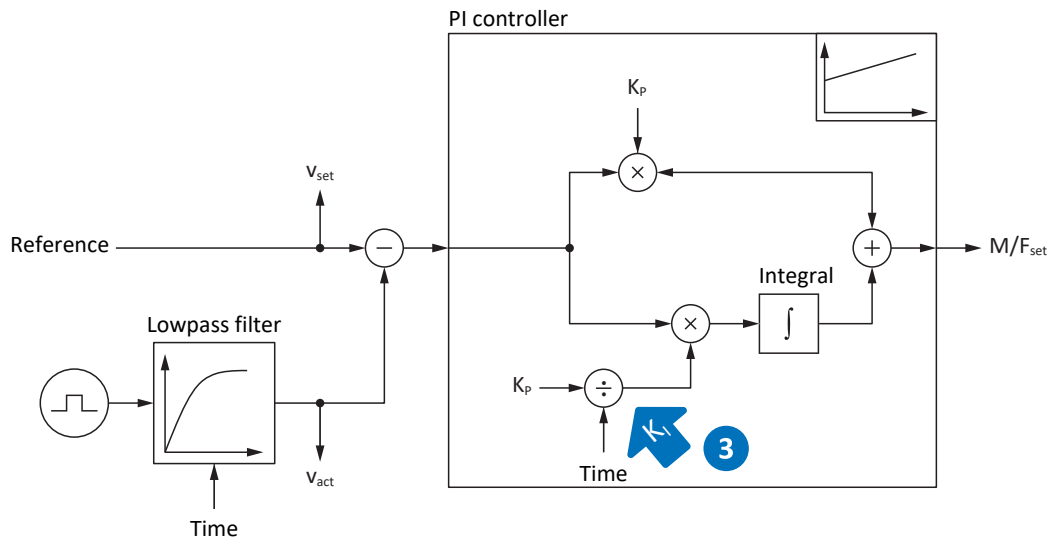 PI controller
Kₚ
vset
Reference
−
×
+
M/Fset
Integral
∫
×
Lowpass filter
Kₚ
÷
KI
3
Time
vact
Time